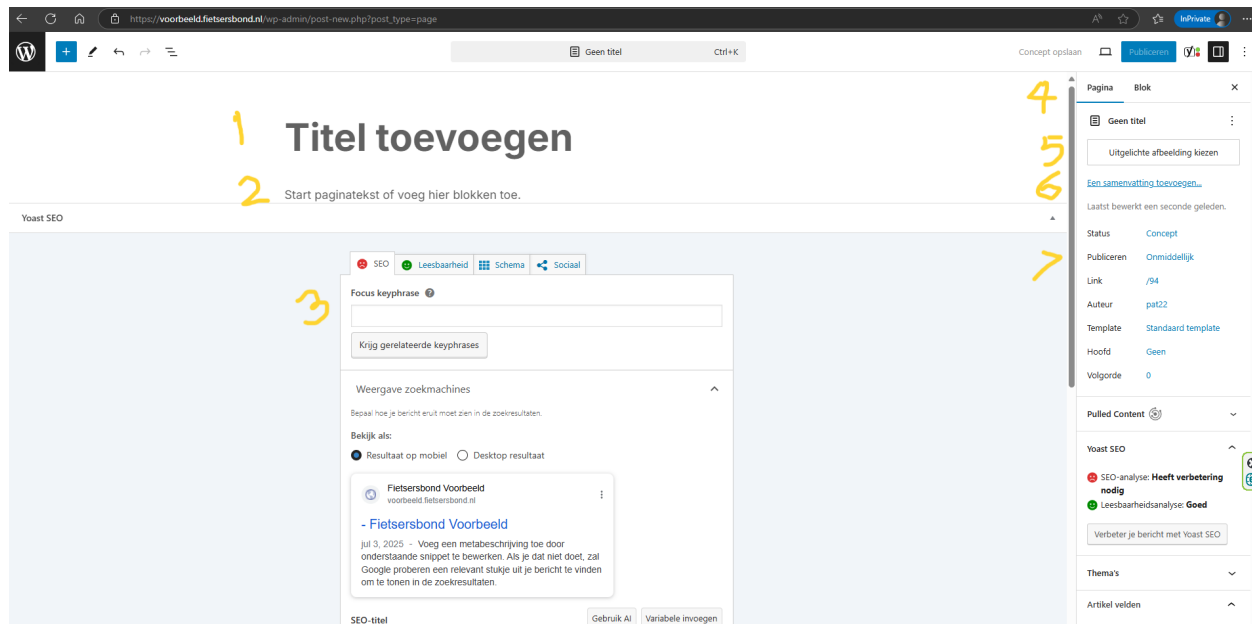 https://voorbeeld.fietsersbond.nl/wp-admin/post-new.php?post_type=page
InPrivate
Geen titel Ctrl+K
Concept opslaan
Publiceren
1
Titel toevoegen
2
Start paginatekst of voeg hier blokken toe.
Yoast SEO
SEO Leesbaarheid Schema Sociaal
3
Focus keyphrase
Krijg gerelateerde keyphrases
Weergave zoekmachines
Bepaal hoe je bericht eruit moet zien in de zoekresultaten.
Bekijk als:
Resultaat op mobiel Desktop resultaat
Fietsersbond Voorbeeld
voorbeeld.fietsersbond.nl
- Fietsersbond Voorbeeld
jul 3, 2025 - Voeg een metabeschrijving toe door
onderstaande snippet te bewerken. Als je dat niet doet, zal
Google proberen een relevant stukje uit je bericht te vinden
om te tonen in de zoekresultaten.
SEO-titel Gebruik AI Variabele invoegen
4
Pagina Blok
Geen titel
5
Uitgelichte afbeelding kiezen
6
Een samenvatting toevoegen...
Laatst bewerkt een seconde geleden.
Status Concept
7
Publiceren Onmiddellijk
Link /94
Auteur pat22
Template Standaard template
Hoofd Geen
Volgorde 0
Pulled Content
Yoast SEO
SEO-analyse: Heeft verbetering
nodig
Leesbaarheidsanalyse: Goed
Verbeter je bericht met Yoast SEO
Thema's
Artikel velden